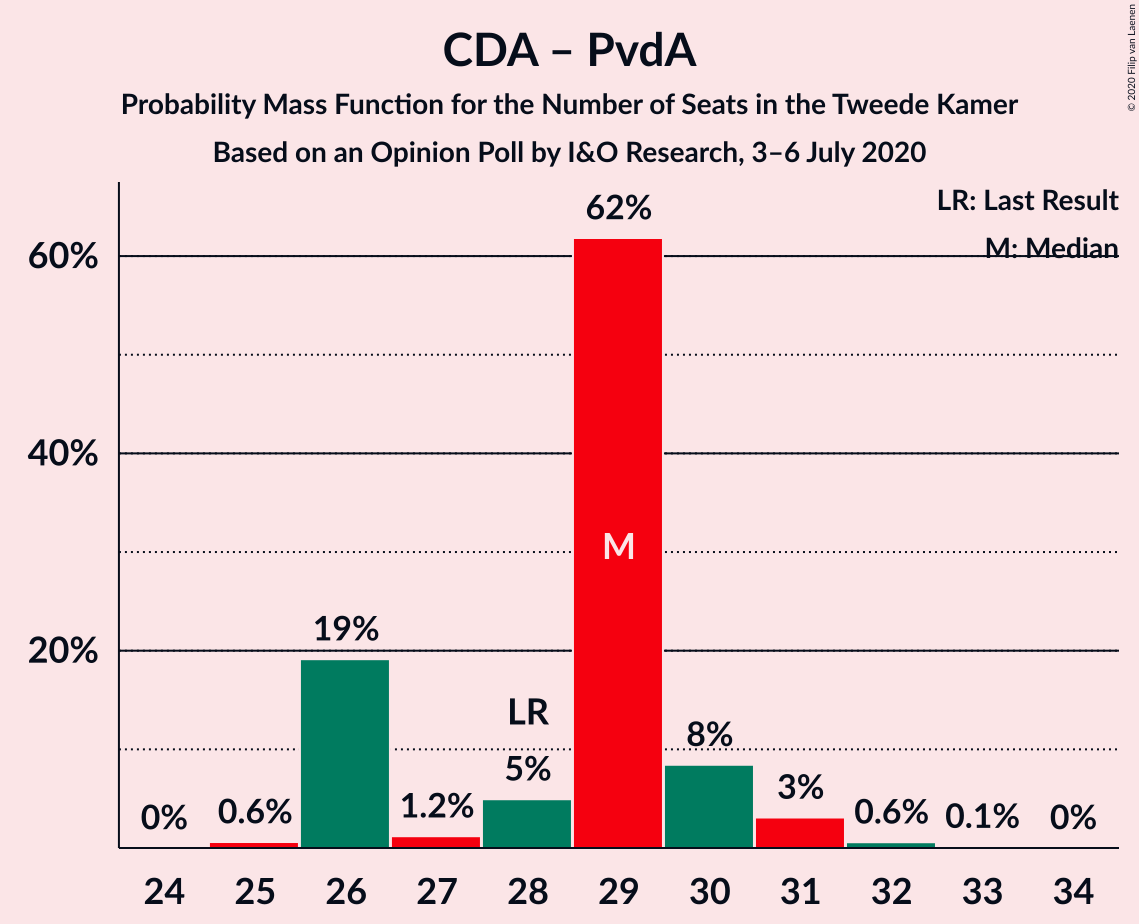 CDA – PvdA
Probability Mass Function for the Number of Seats in the Tweede Kamer
Based on an Opinion Poll by I&O Research, 3–6 July 2020
© 2020 Filip van Laenen
LR: Last Result
M: Median
60%
40%
20%
0%
0.6%
19%
1.2%
LR
5%
62%
M
8%
3%
0.6%
0.1%
0%
24 25 26 27 28 29 30 31 32 33 34